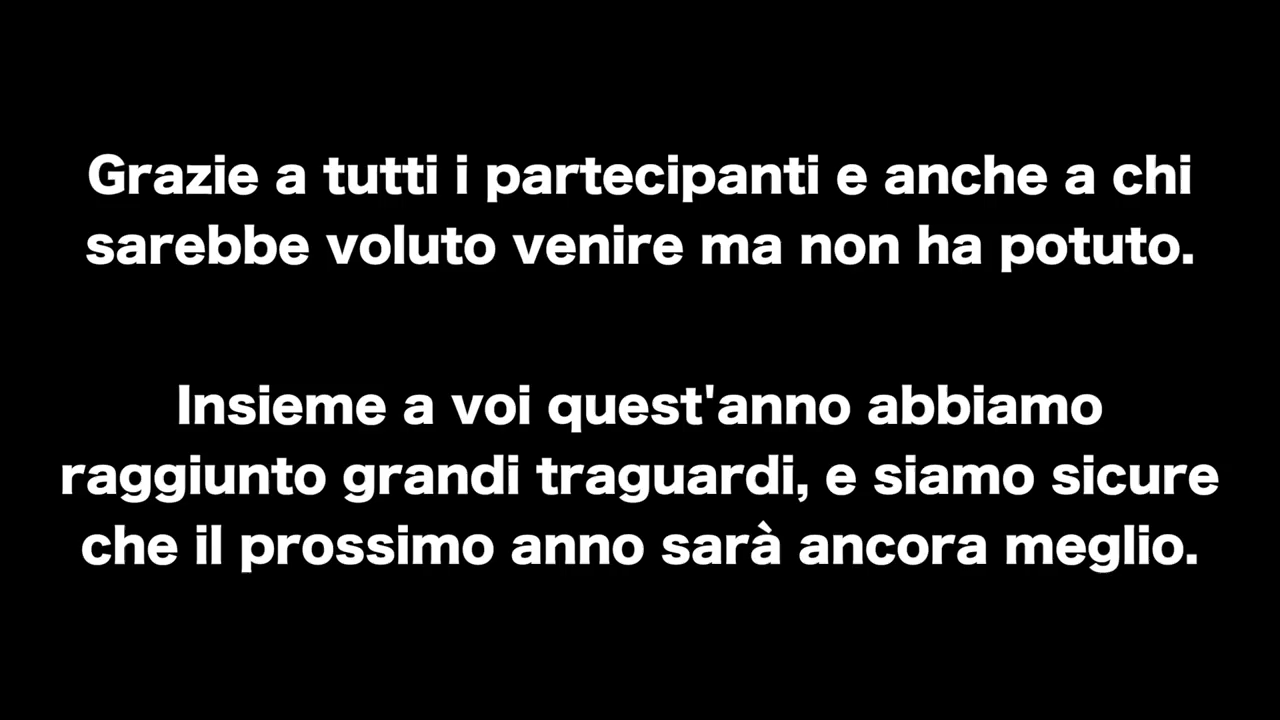 Grazie a tutti i partecipanti e anche a chi
sarebbe voluto venire ma non ha potuto.
Insieme a voi quest'anno abbiamo
raggiunto grandi traguardi, e siamo sicure
che il prossimo anno sarà ancora meglio.